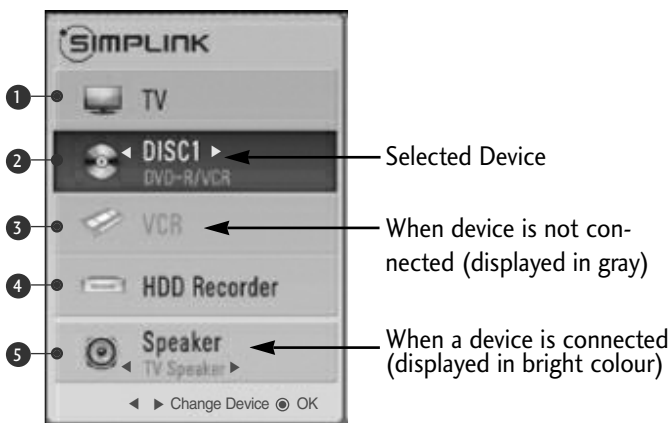 SIMPLINK
1 TV
2 ◀ DISC1 ▶
DVD-R/VCR
Selected Device
3 VCR
When device is not con-
nected (displayed in gray)
4 HDD Recorder
5 Speaker
◀ TV Speaker ▶
When a device is connected
(displayed in bright colour)
◀ ▶ Change Device ◉ OK